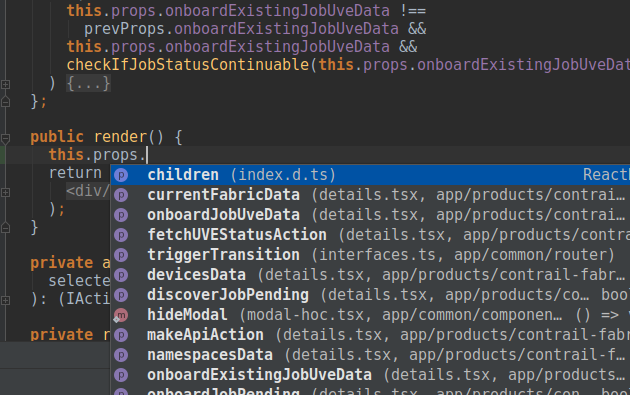 this.props.onboardExistingJobUveData !==
prevProps.onboardExistingJobUveData &&
this.props.onboardExistingJobUveData &&
checkIfJobStatusContinuable(this.props.onboardExistingJobUveDat
) {...}
};
public render() {
this.props.
return
<div/
);
}
private a
selecte
): (IActi
private r
children (index.d.ts) React
currentFabricData (details.tsx, app/products/contrai…
onboardJobUveData (details.tsx, app/products/contrai…
fetchUVEStatusAction (details.tsx, app/products/contra
triggerTransition (interfaces.ts, app/common/router)
devicesData (details.tsx, app/products/contrail-fabr…
discoverJobPending (details.tsx, app/products/co… boo
hideModal (modal-hoc.tsx, app/common/componen… () => v
makeApiAction (details.tsx, app/products/contrail-fabr
namespacesData (details.tsx, app/products/contrail-f…
onboardExistingJobUveData (details.tsx, app/products…
onboardJobPending (details.tsx, app/products/con… boo